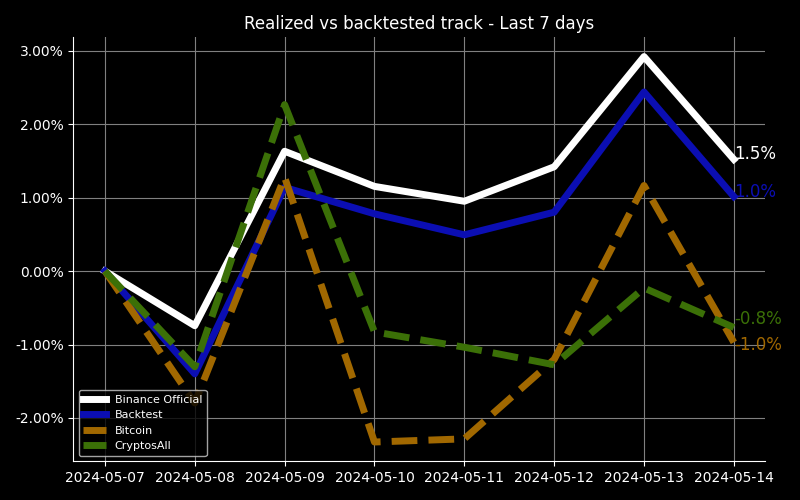 Realized vs backtested track - Last 7 days
3.00%
2.00%
1.00%
0.00%
-1.00%
-2.00%
1.5%
1.0%
-0.8%
-1.0%
Binance Official
Backtest
Bitcoin
CryptosAll
2024-05-07 2024-05-08 2024-05-09 2024-05-10 2024-05-11 2024-05-12 2024-05-13 2024-05-14